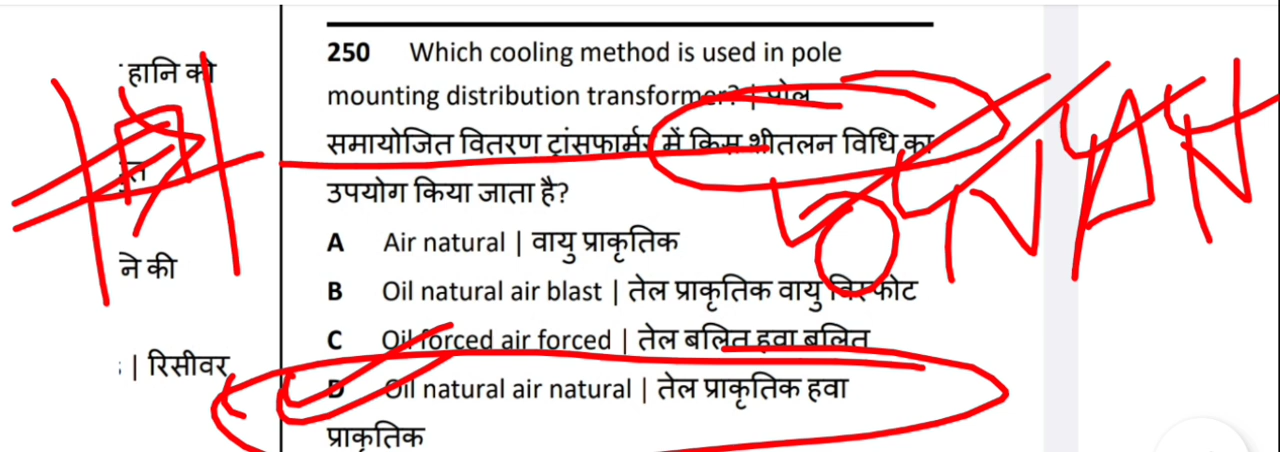 हानि को
नि की
| रिसीवर
250 Which cooling method is used in pole
mounting distribution transformer? | पोल
समायोजित वितरण ट्रांसफार्मर में किस शीतलन विधि का
उपयोग किया जाता है?
A Air natural | वायु प्राकृतिक
B Oil natural air blast | तेल प्राकृतिक वायु विस्फोट
C Oil forced air forced | तेल बलित हवा बलित
D Oil natural air natural | तेल प्राकृतिक हवा
प्राकृतिक
ONAN